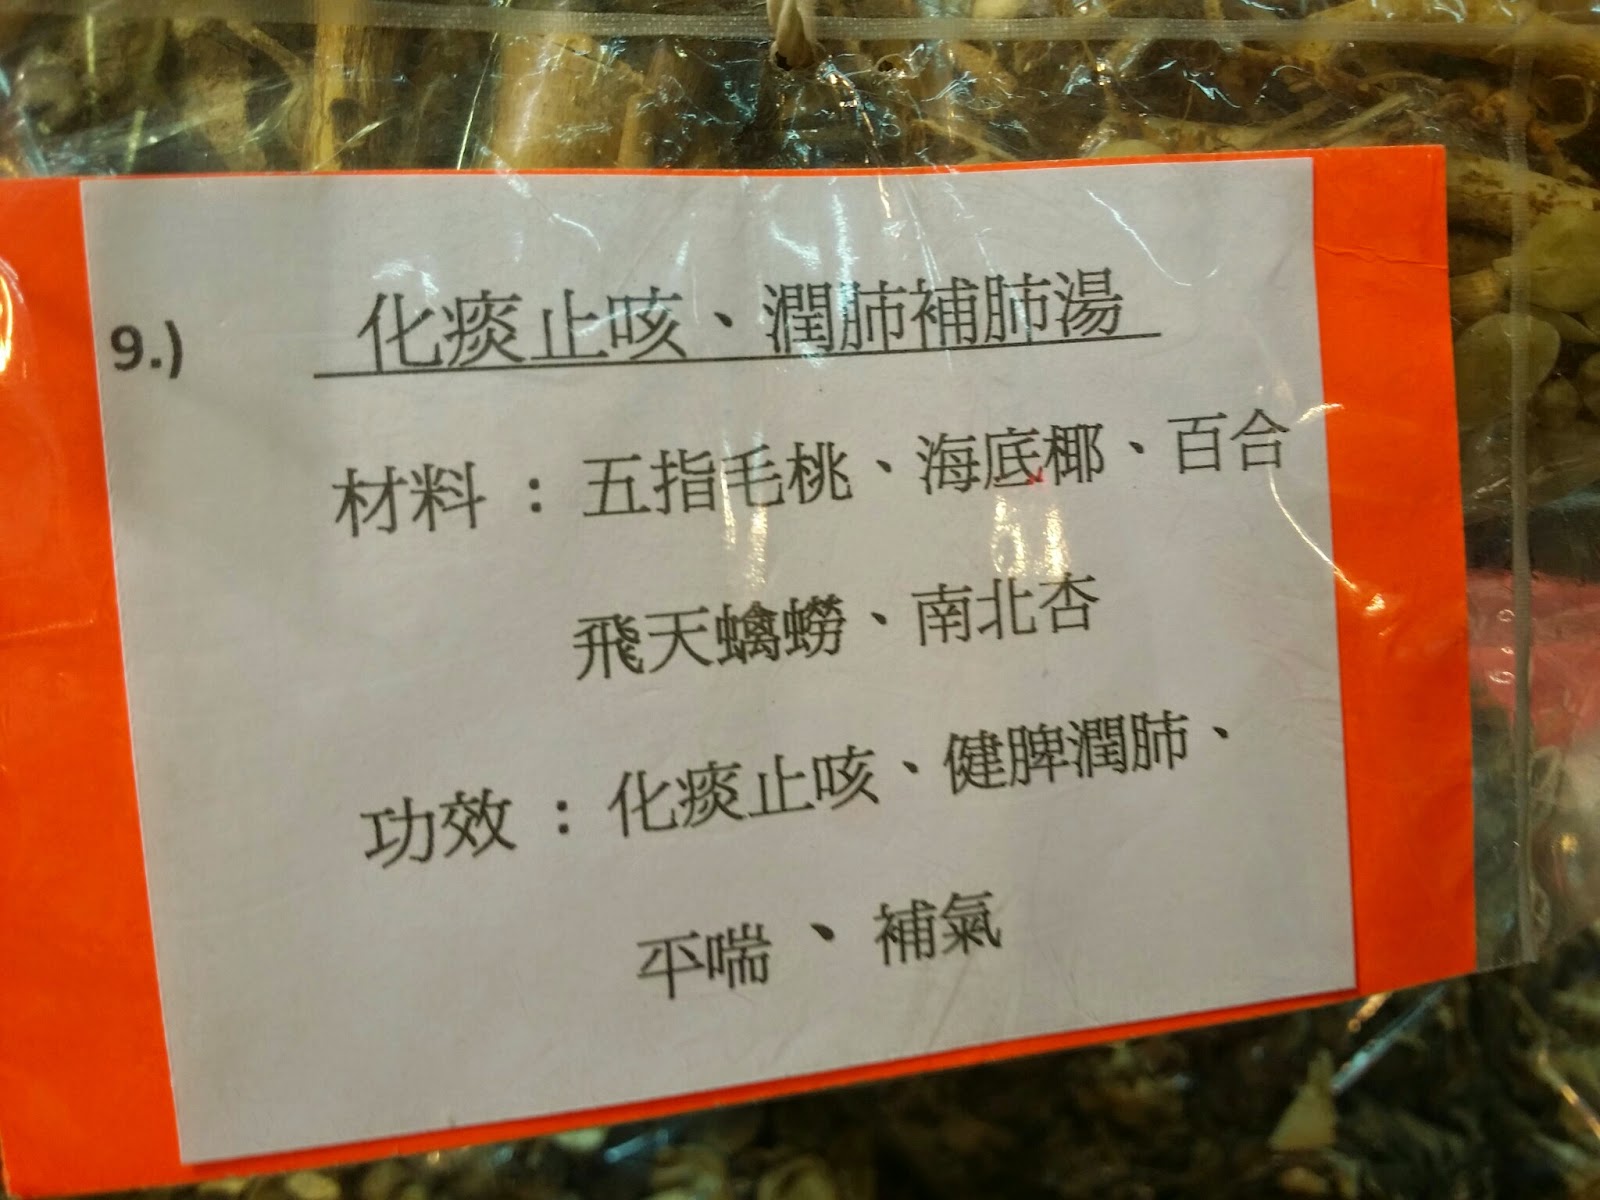 9.) 化痰止咳、潤肺補肺湯
材料：五指毛桃、海底椰、百合
飛天蠄蟧、南北杏
功效：化痰止咳、健脾潤肺、
平喘、補氣